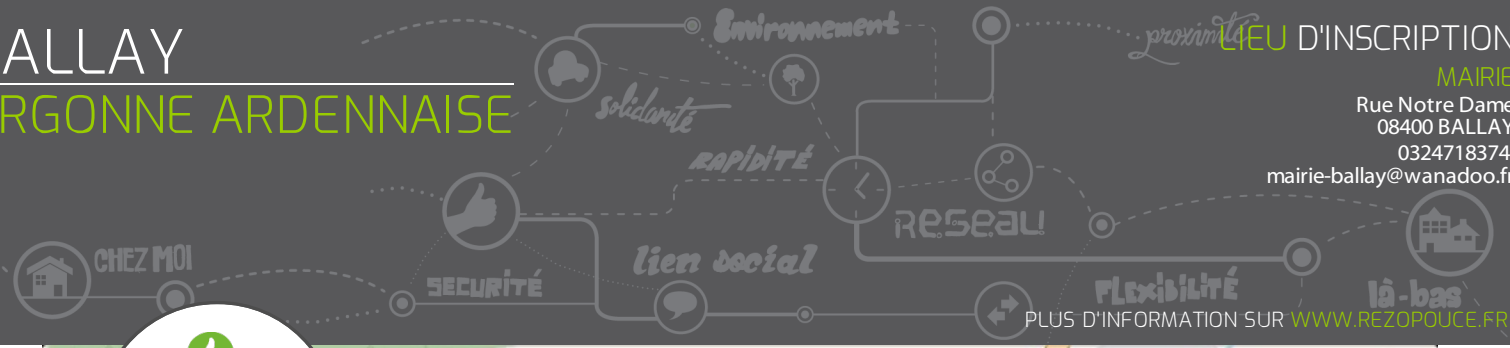 ALLAY
RGONNE ARDENNAISE
Environnement
proximité
LIEU D'INSCRIPTION
MAIRIE
Rue Notre Dame
08400 BALLAY
0324718374
mairie-ballay@wanadoo.fr
solidarité
RAPIDITÉ
RESEAU
CHEZ MOI
SECURITÉ
lien social
FLEXIBILITÉ
là-bas
PLUS D'INFORMATION SUR WWW.REZOPOUCE.FR